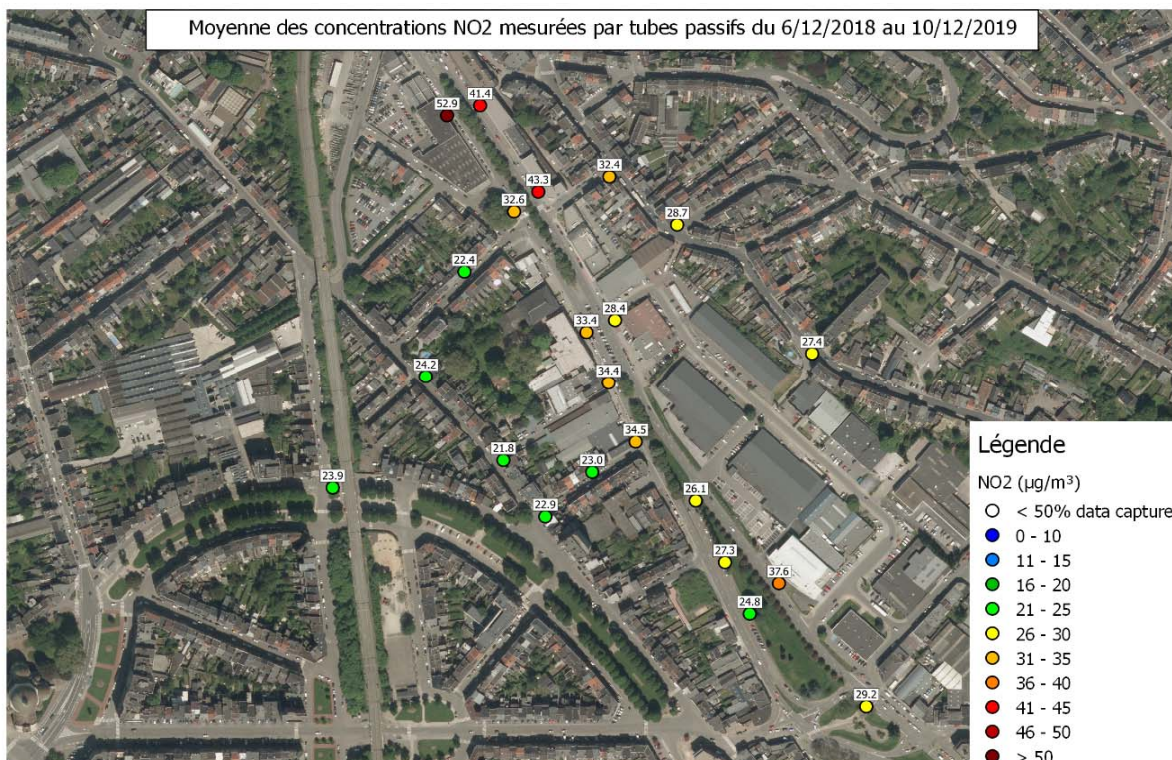 Moyenne des concentrations NO2 mesurées par tubes passifs du 6/12/2018 au 10/12/2019
41.4
52.9
32.4
43.3
32.6
28.7
22.4
28.4
33.4
27.4
24.2
34.4
34.5
21.8
23.0
23.9
26.1
22.9
27.3
37.6
24.8
29.2
Légende
NO2 (µg/m³)
< 50% data capture
0 - 10
11 - 15
16 - 20
21 - 25
26 - 30
31 - 35
36 - 40
41 - 45
46 - 50
> 50